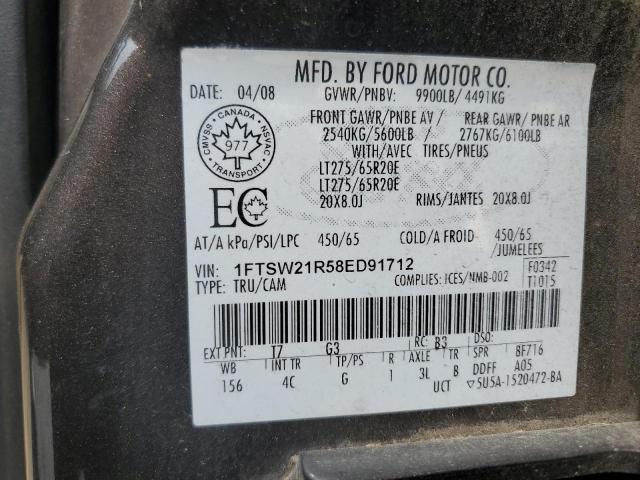 MFD. BY FORD MOTOR CO.
DATE: 04/08 GVWR/PNBV: 9900LB/ 4491KG
FRONT GAWR/PNBE AV / REAR GAWR/ PNBE AR
2540KG/5600LB / 2767KG/6100LB
WITH/AVEC TIRES/PNEUS
LT275/65R20E
LT275/65R20E
20X8.0J RIMS/JANTES 20X8.0J
CANADA
CMVSS NSVAC
977
TRANSPORT
EC
AT/A kPa/PSI/LPC 450/65 COLD/A FROID 450/65
/JUMELEES
VIN: 1FTSW21R58ED91712 F0342
TYPE: TRU/CAM COMPLIES: ICES/NMB-002 T1015
EXT PNT: T7 G3 RC: B3 DSO:
WB INT TR TP/PS R AXLE TR SPR 8F716
156 4C G 1 3L B DDFF A05
UCT ▽5U5A-1520472-BA